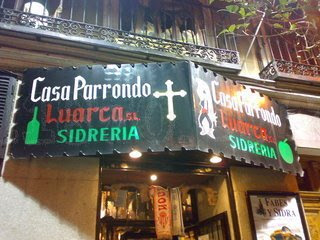 Casa Parrondo
Luarca S.L.
SIDRERIA
Casa Parrondo
Luarca S.L.
SIDRERIA
FABES
Y SIDRA